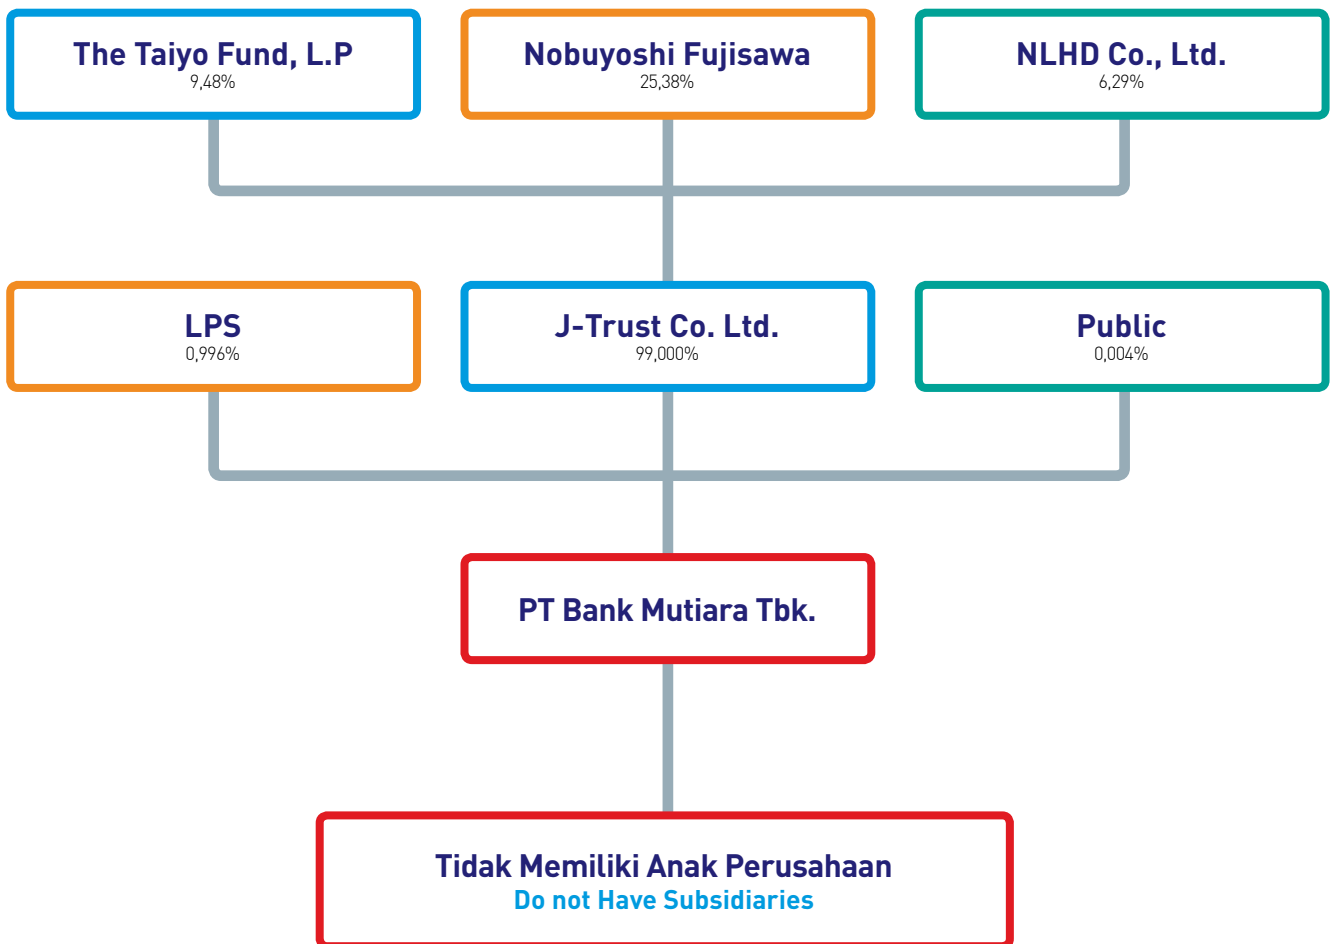 The Taiyo Fund, L.P
9,48%
Nobuyoshi Fujisawa
25,38%
NLHD Co., Ltd.
6,29%
LPS
0,996%
J-Trust Co. Ltd.
99,000%
Public
0,004%
PT Bank Mutiara Tbk.
Tidak Memiliki Anak Perusahaan
Do not Have Subsidiaries